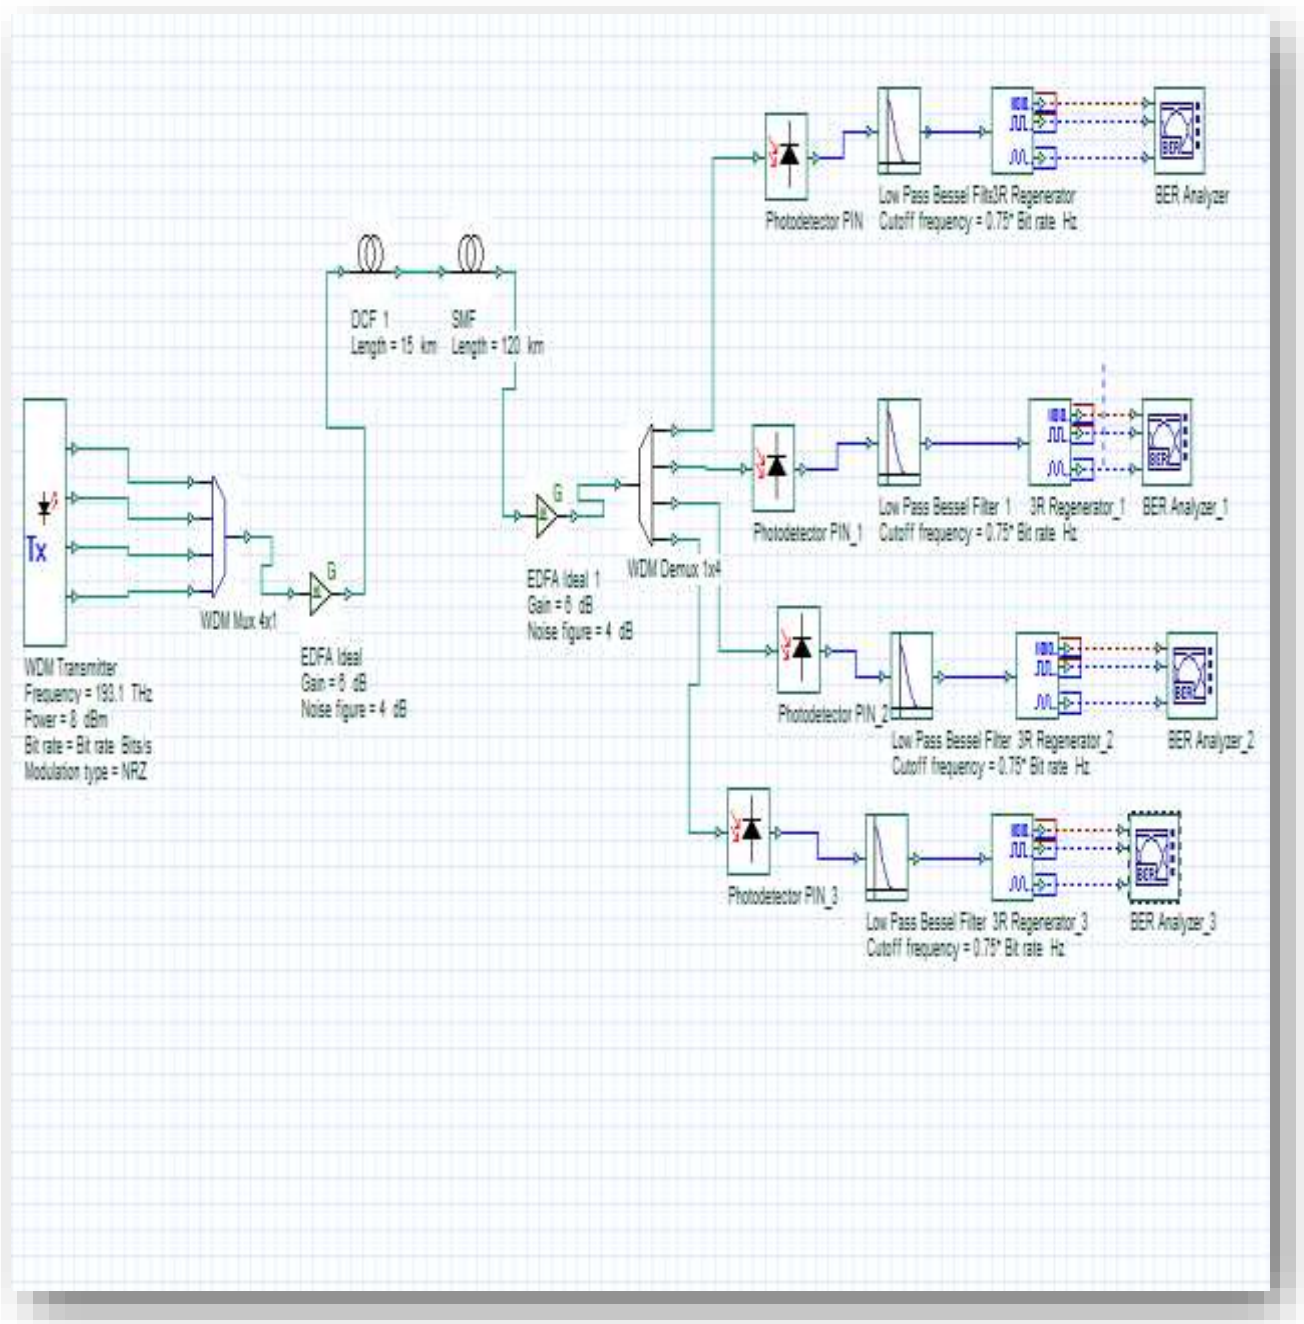 Low Pass Bessel Filte3R Regenerator
BER Analyzer
Cutoff frequency = 0.75* Bit rate Hz
Photodetector PIN
DCF 1
Length = 15 km
SMF
Length = 120 km
Tx
WDM Transmitter
Frequency = 193.1 THz
Power = 8 dBm
Bit rate = Bit rate Bits/s
Modulation type = NRZ
WDM Mux 4x1
G
EDFA Ideal
Gain = 6 dB
Noise figure = 4 dB
G
EDFA Ideal 1
Gain = 6 dB
Noise figure = 4 dB
WDM Demux 1x4
Photodetector PIN_1
Low Pass Bessel Filter 1
Cutoff frequency = 0.75* Bit rate Hz
3R Regenerator_1
BER Analyzer_1
Photodetector PIN_2
Low Pass Bessel Filter
Cutoff frequency = 0.75* Bit rate Hz
3R Regenerator_2
BER Analyzer_2
Photodetector PIN_3
Low Pass Bessel Filter
Cutoff frequency = 0.75* Bit rate Hz
3R Regenerator_3
BER Analyzer_3
BER
BER
BER
BER